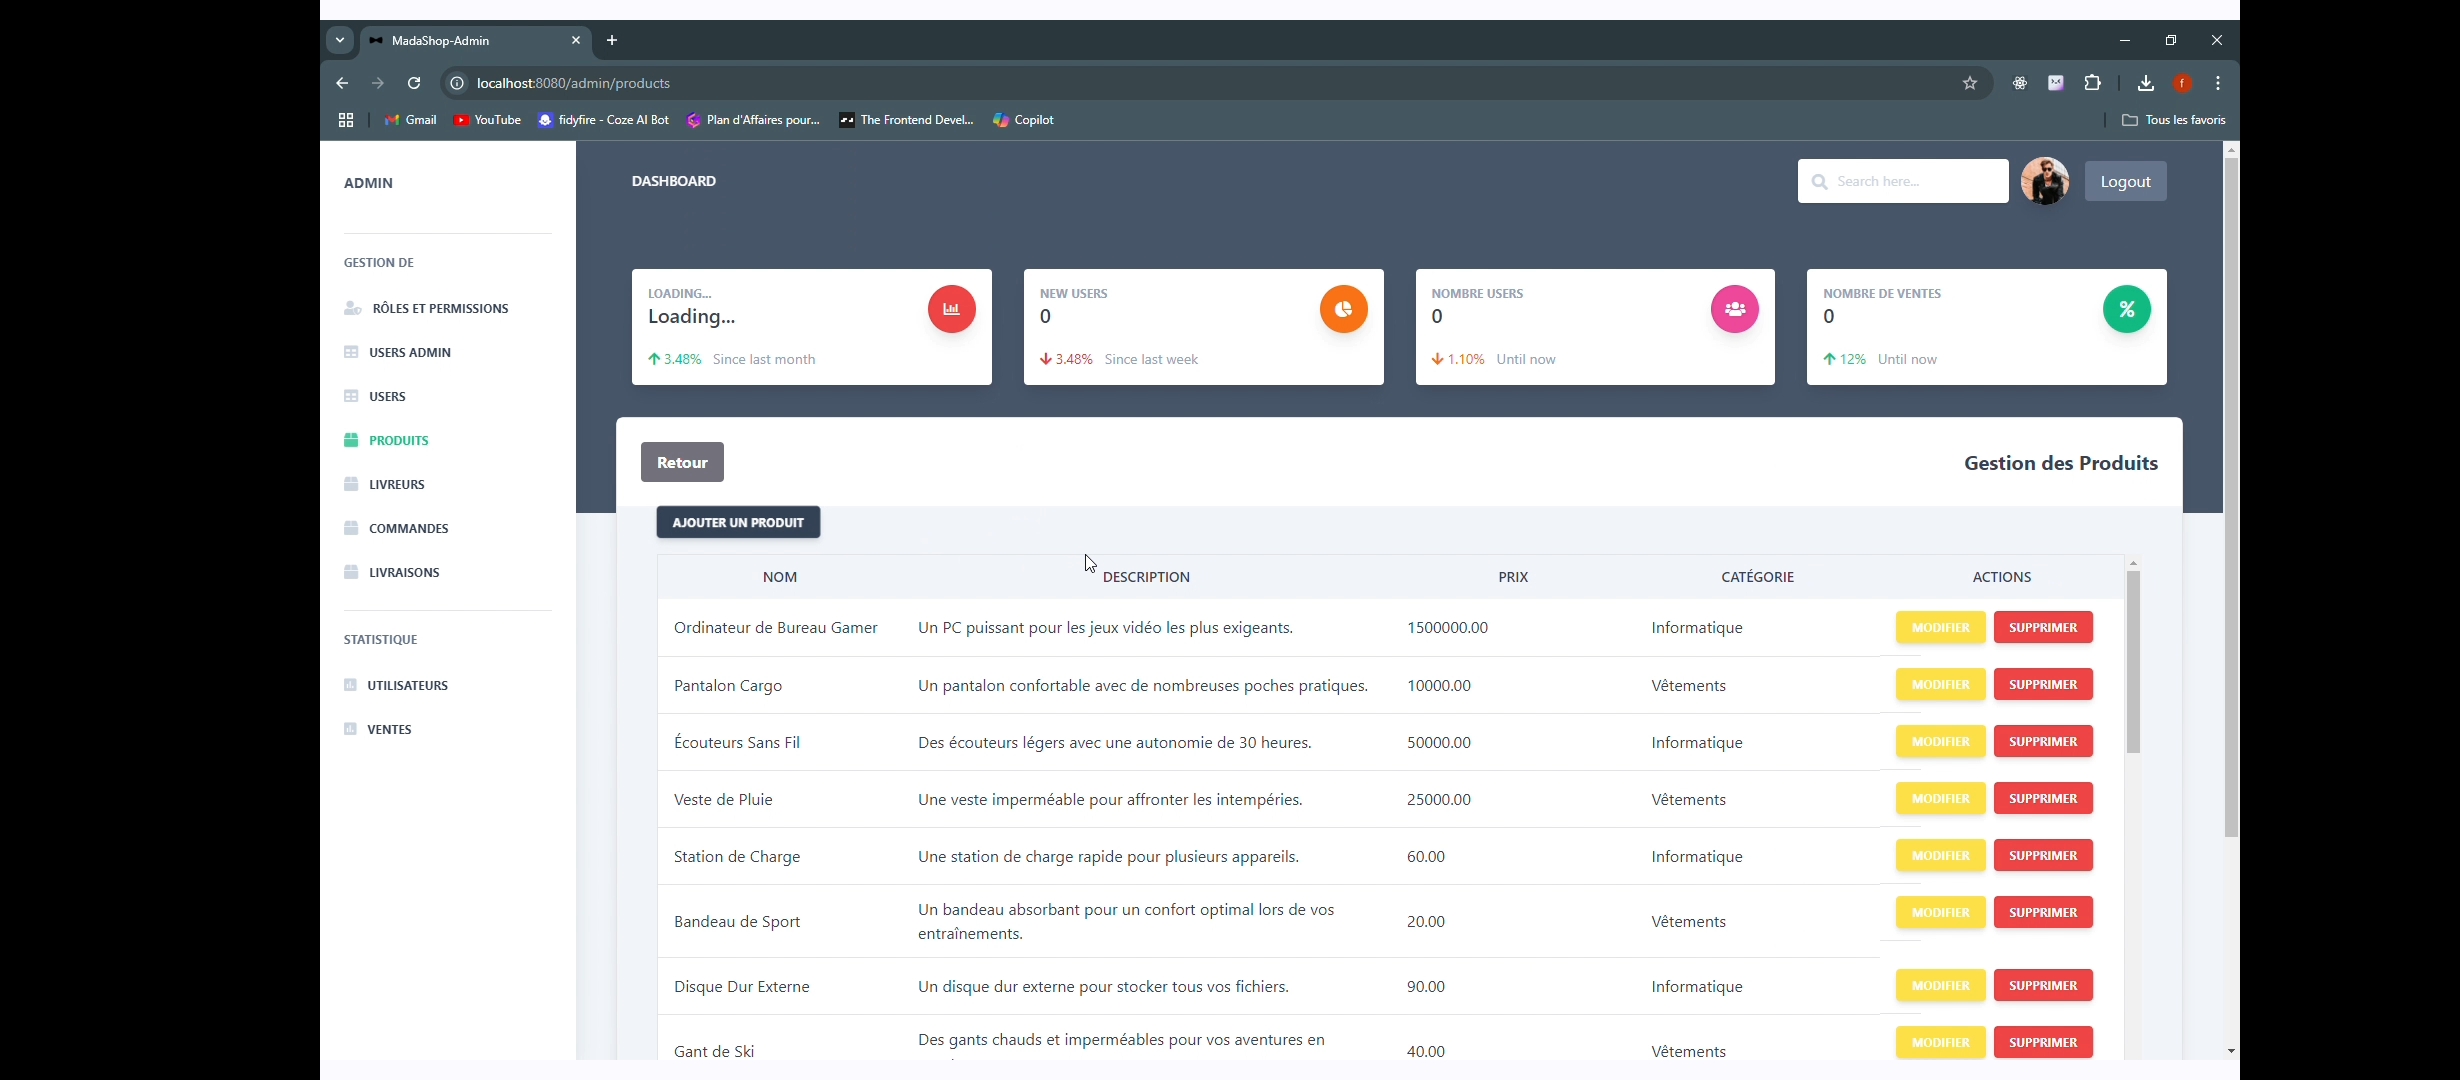 MadaShop-Admin
localhost:8080/admin/products
Gmail
YouTube
fidyfire - Coze AI Bot
Plan d'Affaires pour...
The Frontend Devel...
Copilot
Tous les favoris
f
ADMIN
GESTION DE
RÔLES ET PERMISSIONS
USERS ADMIN
USERS
PRODUITS
LIVREURS
COMMANDES
LIVRAISONS
STATISTIQUE
UTILISATEURS
VENTES
DASHBOARD
Search here...
Logout
LOADING...
Loading...
3.48% Since last month
NEW USERS
0
3.48% Since last week
NOMBRE USERS
0
1.10% Until now
NOMBRE DE VENTES
0
%
12% Until now
Retour
Gestion des Produits
AJOUTER UN PRODUIT
NOM DESCRIPTION PRIX CATÉGORIE ACTIONS
Ordinateur de Bureau Gamer Un PC puissant pour les jeux vidéo les plus exigeants. 1500000.00 Informatique MODIFIER SUPPRIMER
Pantalon Cargo Un pantalon confortable avec de nombreuses poches pratiques. 10000.00 Vêtements MODIFIER SUPPRIMER
Écouteurs Sans Fil Des écouteurs légers avec une autonomie de 30 heures. 50000.00 Informatique MODIFIER SUPPRIMER
Veste de Pluie Une veste imperméable pour affronter les intempéries. 25000.00 Vêtements MODIFIER SUPPRIMER
Station de Charge Une station de charge rapide pour plusieurs appareils. 60.00 Informatique MODIFIER SUPPRIMER
Bandeau de Sport Un bandeau absorbant pour un confort optimal lors de vos
entraînements. 20.00 Vêtements MODIFIER SUPPRIMER
Disque Dur Externe Un disque dur externe pour stocker tous vos fichiers. 90.00 Informatique MODIFIER SUPPRIMER
Gant de Ski Des gants chauds et imperméables pour vos aventures en 40.00 Vêtements MODIFIER SUPPRIMER